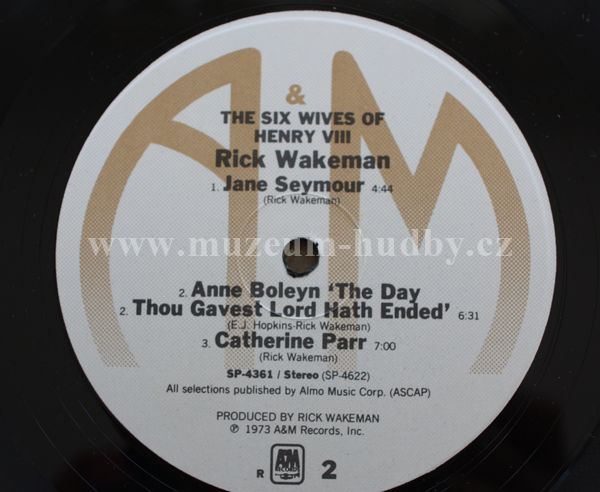 &
THE SIX WIVES OF
HENRY VIII
Rick Wakeman
1. Jane Seymour 4:44
(Rick Wakeman)
www.muzeum-hudby.cz
2. Anne Boleyn ‘The Day
2. Thou Gavest Lord Hath Ended’ 6:31
(E.J. Hopkins-Rick Wakeman)
3. Catherine Parr 7:00
(Rick Wakeman)
SP-4361 / Stereo (SP-4622)
All selections published by Almo Music Corp. (ASCAP)
PRODUCED BY RICK WAKEMAN
℗ 1973 A&M Records, Inc.
R A&M RECORDS 2